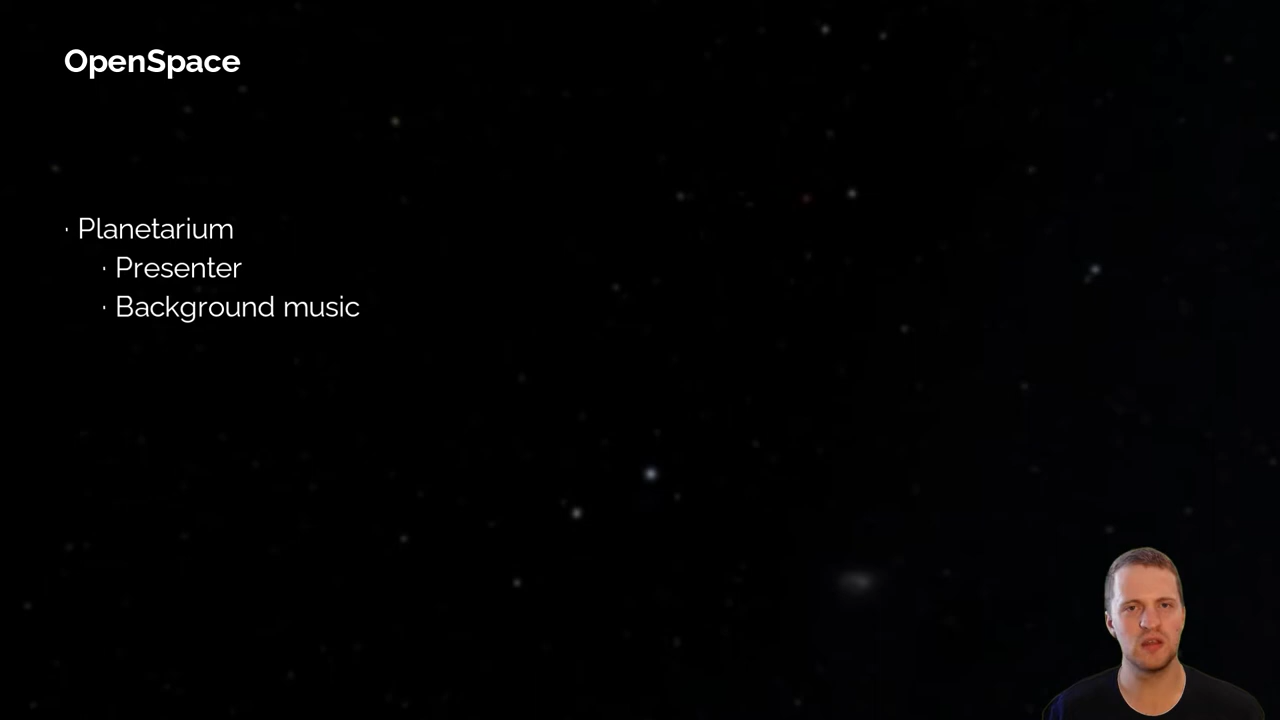 OpenSpace
· Planetarium
· Presenter
· Background music